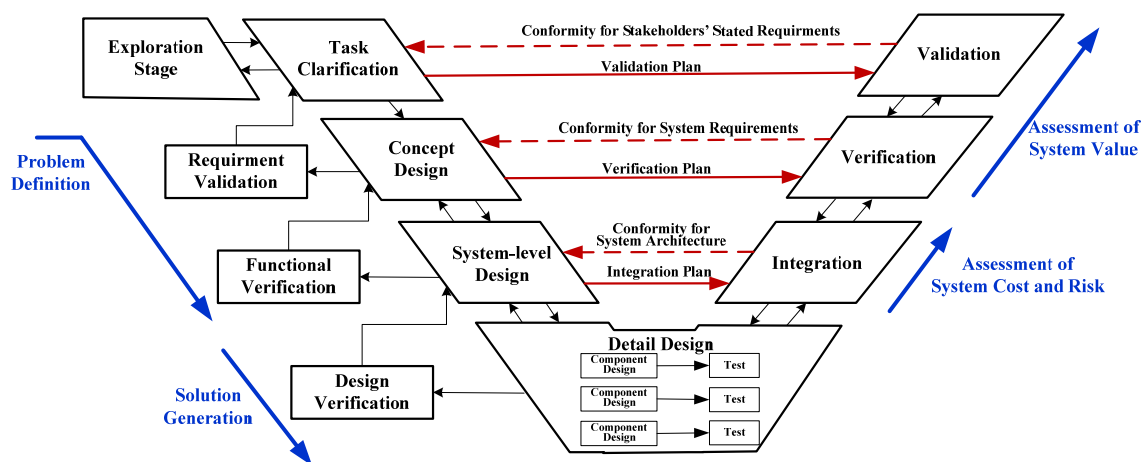 Exploration
Stage
Task
Clarification
Conformity for Stakeholders' Stated Requirments
Validation Plan
Validation
Conformity for System Requirements
Verification Plan
Concept
Design
Verification
Assessment of
System Value
Problem
Definition
Requirment
Validation
Conformity for
System Architecture
Integration Plan
System-level
Design
Integration
Functional
Verification
Assessment of
System Cost and Risk
Detail Design
Component
Design
Test
Component
Design
Test
Component
Design
Test
Design
Verification
Solution
Generation